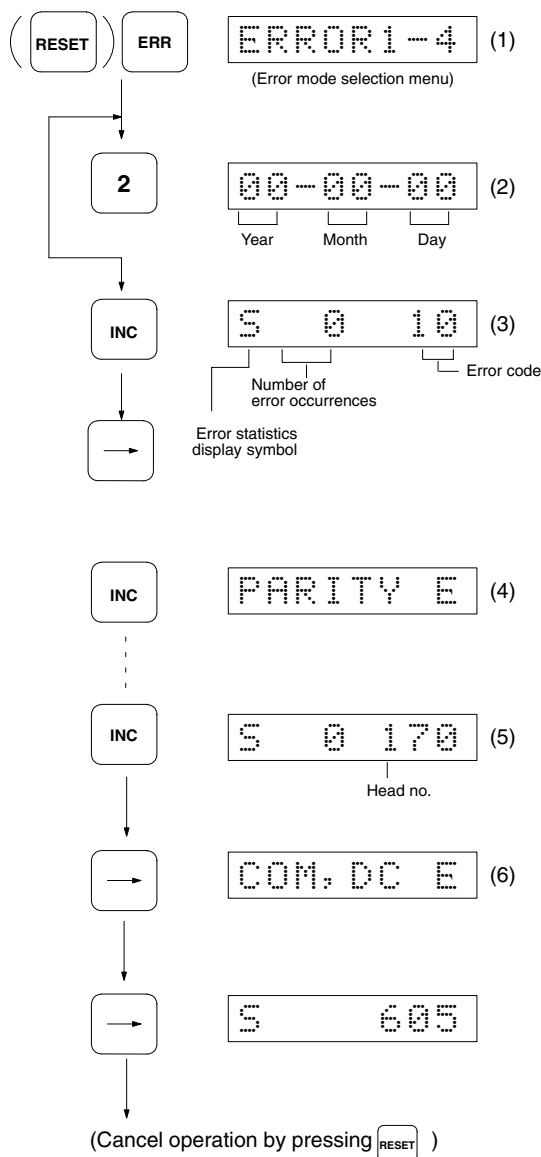 ( RESET ) ERR ERROR1-4 (1)
(Error mode selection menu)
2 00-00-00 (2)
Year Month Day
INC S 0 10 (3)
Error code
Number of
error occurrences
Error statistics
display symbol
→
INC PARITY E (4)
INC S 0 170 (5)
Head no.
→ COM,DC E (6)
→ S 605
(Cancel operation by pressing RESET )